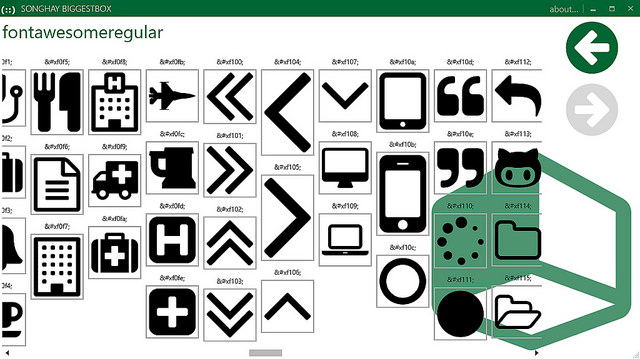 (::) SONGHAY BIGGESTBOX
about...
fontawesomeregular
0f1; &#xf0f5; &#xf0f8; &#xf0fb; &#xf100; &#xf104; &#xf107; &#xf10a; &#xf10d; &#xf112;
0f2; &#xf0f6; &#xf0f9; &#xf0fc; &#xf101; &#xf105; &#xf108; &#xf10b; &#xf10e; &#xf113;
0f3; &#xf0f7; &#xf0fa; &#xf0fd; &#xf102; &#xf109; &#xf10c; &#xf110; &#xf114;
0f4; &#xf0fe; &#xf103; &#xf106; &#xf111; &#xf115;